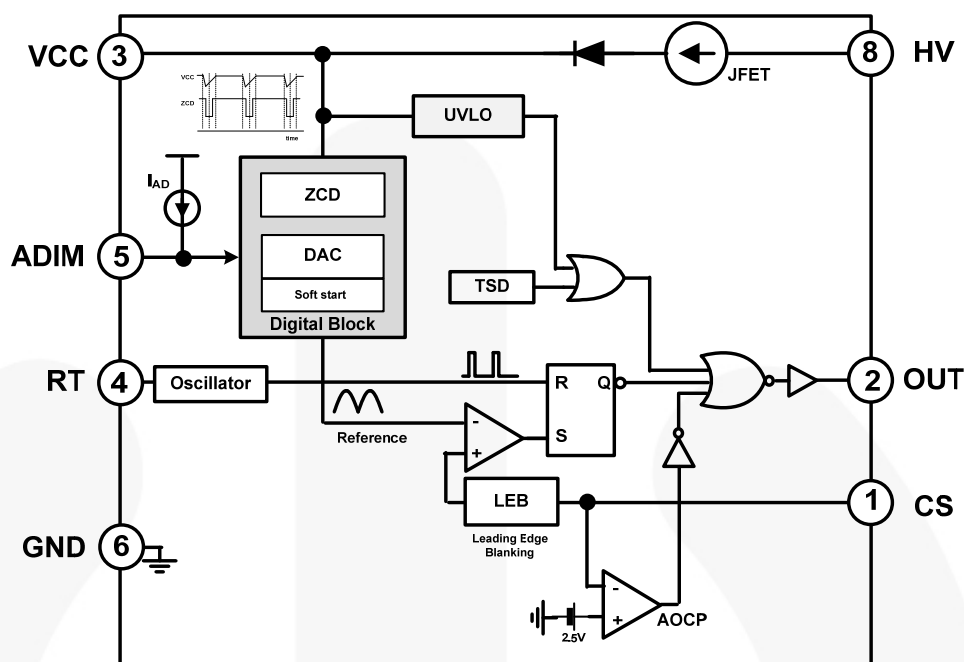 VCC
3
8
HV
JFET
VCC
ZCD
time
UVLO
IAD
ZCD
ADIM
5
DAC
Soft start
Digital Block
TSD
RT
4
Oscillator
R
Q
S
2
OUT
Reference
-
+
LEB
1
CS
Leading Edge
Blanking
GND
6
-
+
2.5V
AOCP